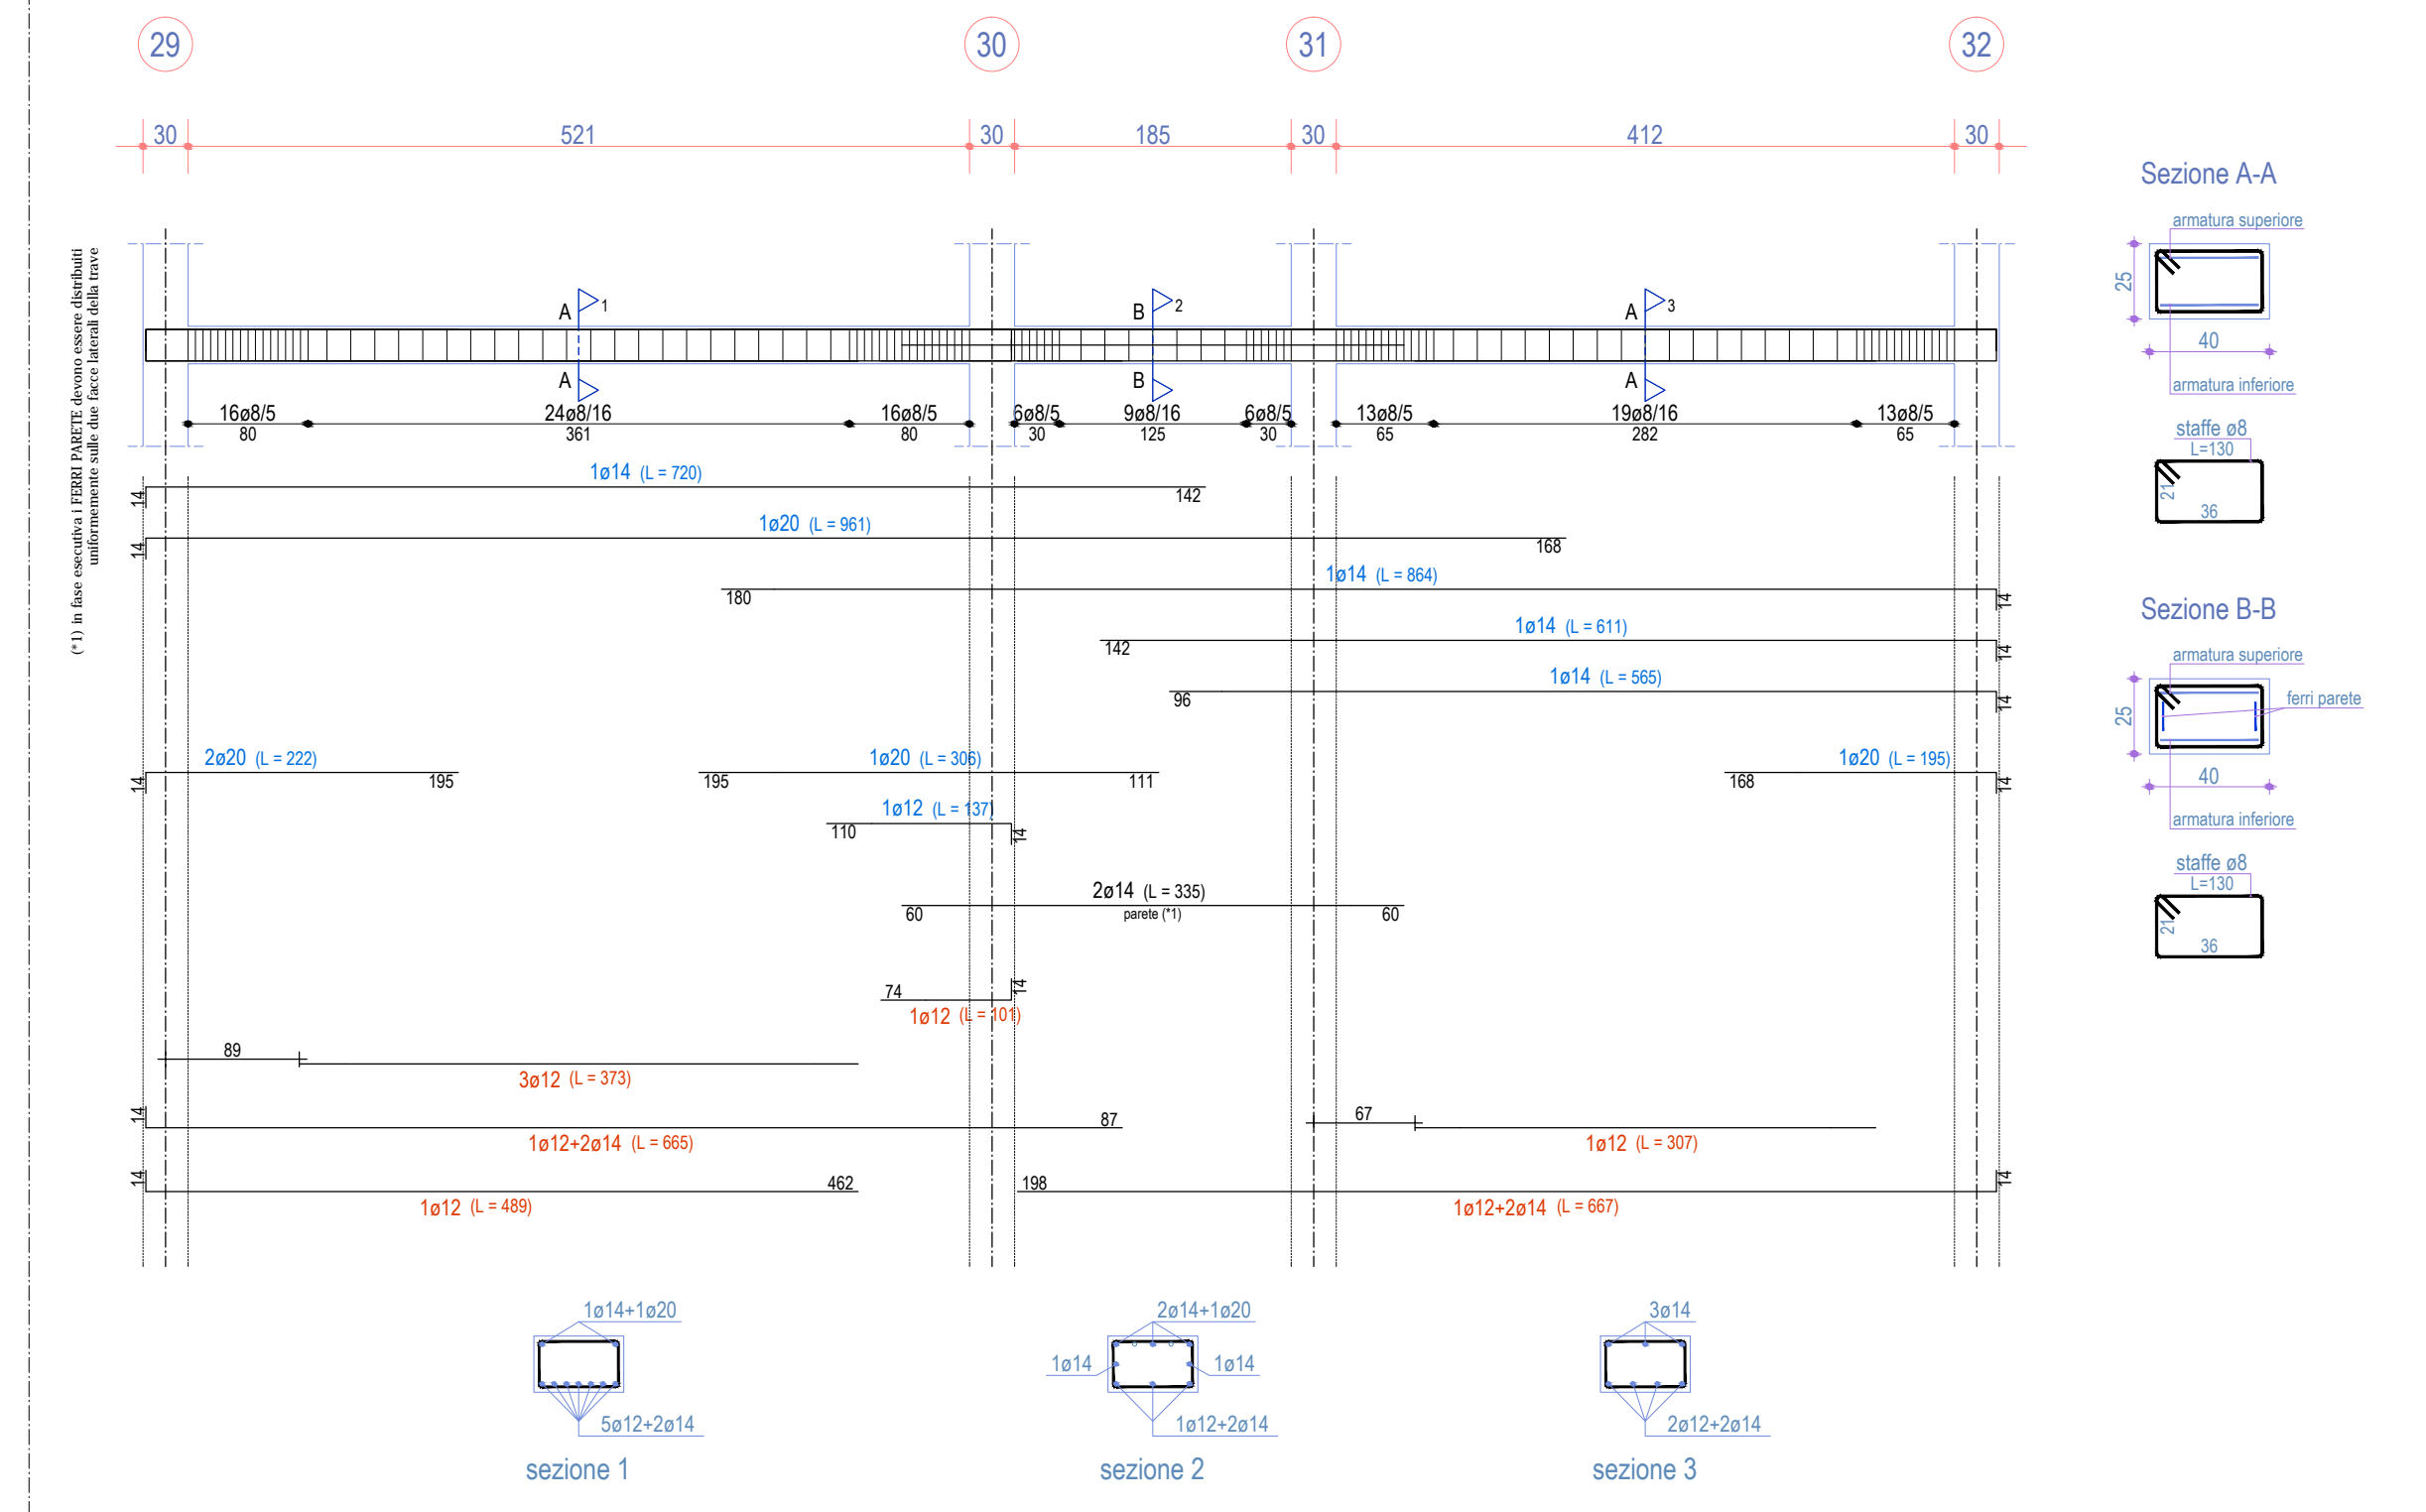 29
30
31
32
30
521
30
185
30
412
30
(*1) in fase esecutiva i FERRI PARETE devono essere distribuiti
uniformemente sulle due facce laterali della trave
A 1
B 2
A 3
A
B
A
16ø8/5
24ø8/16
16ø8/5
6ø8/5
9ø8/16
6ø8/5
13ø8/5
19ø8/16
13ø8/5
80
361
80
30
125
30
65
282
65
1ø14 (L = 720)
14
142
1ø20 (L = 961)
14
168
1ø14 (L = 864)
180
14
1ø14 (L = 611)
142
14
1ø14 (L = 565)
96
14
2ø20 (L = 222)
14
195
1ø20 (L = 306)
195
111
1ø20 (L = 195)
168
14
1ø12 (L = 137)
110
14
2ø14 (L = 335)
60
parete (*1)
60
74
14
1ø12 (L = 101)
89
3ø12 (L = 373)
14
87
1ø12+2ø14 (L = 665)
67
1ø12 (L = 307)
14
462
1ø12 (L = 489)
198
14
1ø12+2ø14 (L = 667)
1ø14+1ø20
5ø12+2ø14
sezione 1
2ø14+1ø20
1ø14
1ø14
1ø12+2ø14
sezione 2
3ø14
2ø12+2ø14
sezione 3
Sezione A-A
armatura superiore
25
40
armatura inferiore
staffe ø8
L=130
21
36
Sezione B-B
armatura superiore
ferri parete
25
40
armatura inferiore
staffe ø8
L=130
21
36